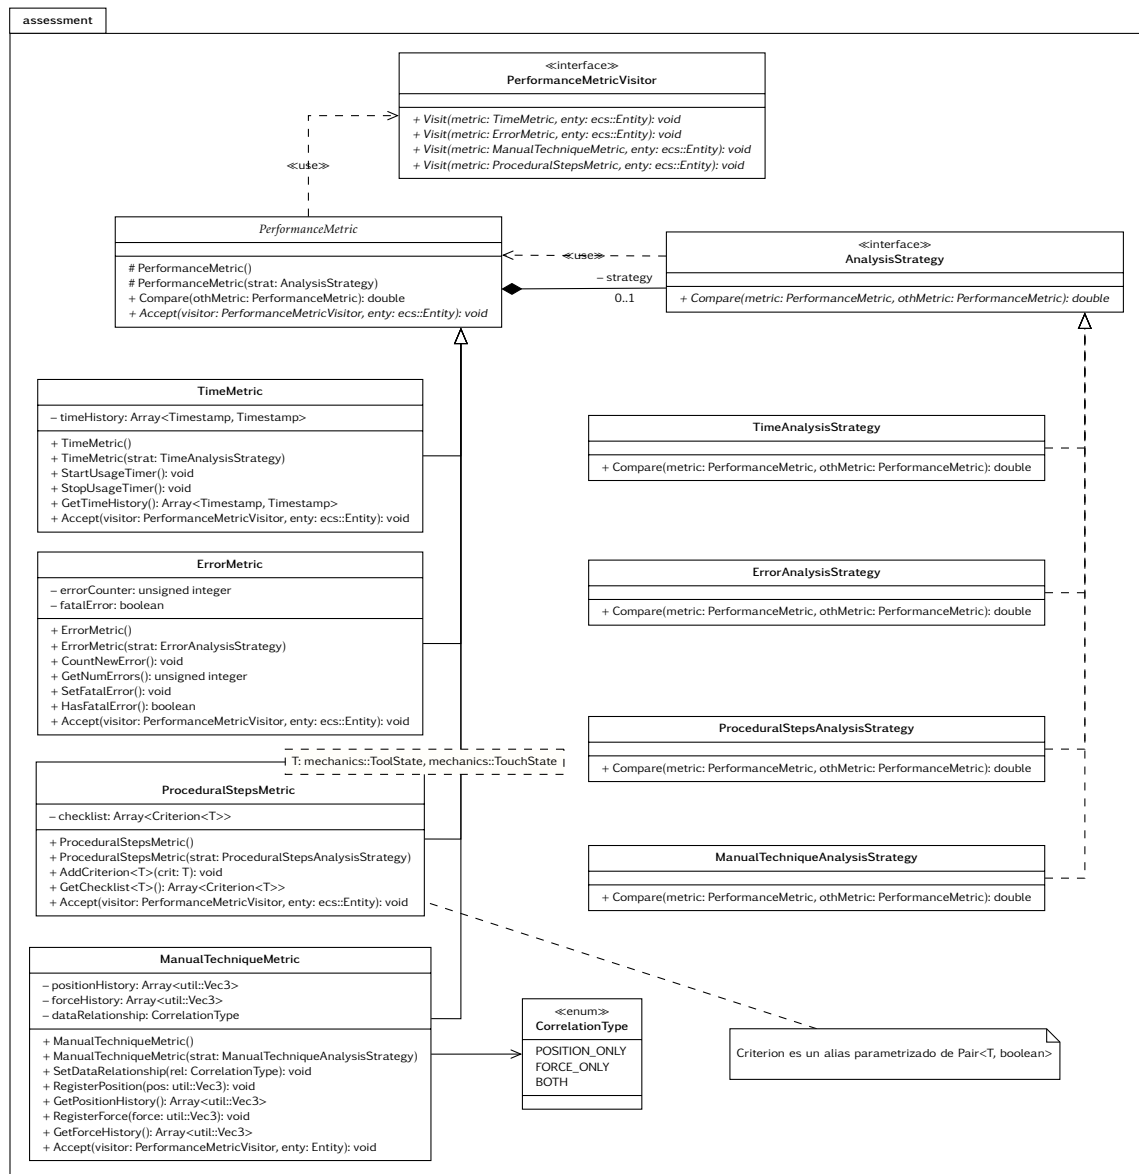 assessment
≪interface≫
PerformanceMetricVisitor
+ Visit(metric: TimeMetric, enty: ecs::Entity): void
+ Visit(metric: ErrorMetric, enty: ecs::Entity): void
+ Visit(metric: ManualTechniqueMetric, enty: ecs::Entity): void
+ Visit(metric: ProceduralStepsMetric, enty: ecs::Entity): void
≪use≫
PerformanceMetric
# PerformanceMetric()
# PerformanceMetric(strat: AnalysisStrategy)
+ Compare(othMetric: PerformanceMetric): double
+ Accept(visitor: PerformanceMetricVisitor, enty: ecs::Entity): void
≪use≫
– strategy
0..1
≪interface≫
AnalysisStrategy
+ Compare(metric: PerformanceMetric, othMetric: PerformanceMetric): double
TimeMetric
– timeHistory: Array<Timestamp, Timestamp>
+ TimeMetric()
+ TimeMetric(strat: TimeAnalysisStrategy)
+ StartUsageTimer(): void
+ StopUsageTimer(): void
+ GetTimeHistory(): Array<Timestamp, Timestamp>
+ Accept(visitor: PerformanceMetricVisitor, enty: ecs::Entity): void
TimeAnalysisStrategy
+ Compare(metric: PerformanceMetric, othMetric: PerformanceMetric): double
ErrorMetric
– errorCounter: unsigned integer
– fatalError: boolean
+ ErrorMetric()
+ ErrorMetric(strat: ErrorAnalysisStrategy)
+ CountNewError(): void
+ GetNumErrors(): unsigned integer
+ SetFatalError(): void
+ HasFatalError(): boolean
+ Accept(visitor: PerformanceMetricVisitor, enty: ecs::Entity): void
ErrorAnalysisStrategy
+ Compare(metric: PerformanceMetric, othMetric: PerformanceMetric): double
T: mechanics::ToolState, mechanics::TouchState
ProceduralStepsMetric
– checklist: Array<Criterion<T>>
+ ProceduralStepsMetric()
+ ProceduralStepsMetric(strat: ProceduralStepsAnalysisStrategy)
+ AddCriterion<T>(crit: T): void
+ GetChecklist<T>(): Array<Criterion<T>>
+ Accept(visitor: PerformanceMetricVisitor, enty: ecs::Entity): void
ProceduralStepsAnalysisStrategy
+ Compare(metric: PerformanceMetric, othMetric: PerformanceMetric): double
ManualTechniqueAnalysisStrategy
+ Compare(metric: PerformanceMetric, othMetric: PerformanceMetric): double
ManualTechniqueMetric
– positionHistory: Array<util::Vec3>
– forceHistory: Array<util::Vec3>
– dataRelationship: CorrelationType
+ ManualTechniqueMetric()
+ ManualTechniqueMetric(strat: ManualTechniqueAnalysisStrategy)
+ SetDataRelationship(rel: CorrelationType): void
+ RegisterPosition(pos: util::Vec3): void
+ GetPositionHistory(): Array<util::Vec3>
+ RegisterForce(force: util::Vec3): void
+ GetForceHistory(): Array<util::Vec3>
+ Accept(visitor: PerformanceMetricVisitor, enty: Entity): void
≪enum≫
CorrelationType
POSITION_ONLY
FORCE_ONLY
BOTH
Criterion es un alias parametrizado de Pair<T, boolean>